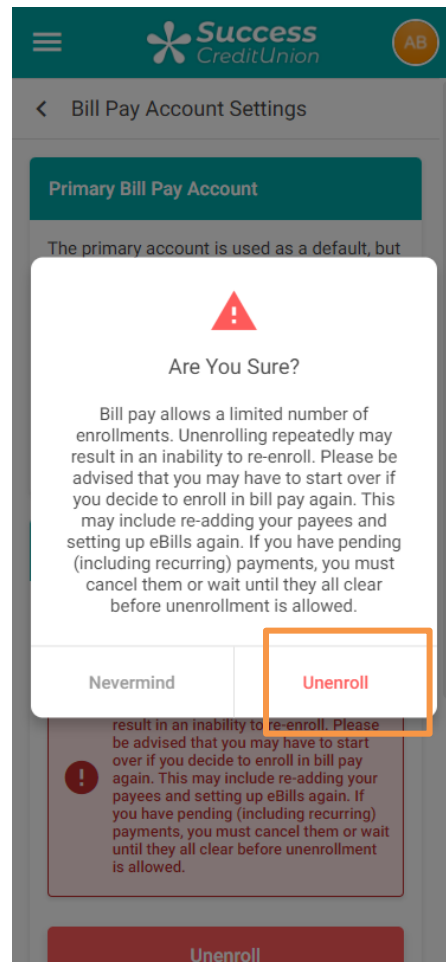 Success
CreditUnion
AB
Bill Pay Account Settings
Primary Bill Pay Account
The primary account is used as a default, but
Are You Sure?
Bill pay allows a limited number of
enrollments. Unenrolling repeatedly may
result in an inability to re-enroll. Please be
advised that you may have to start over if
you decide to enroll in bill pay again. This
may include re-adding your payees and
setting up eBills again. If you have pending
(including recurring) payments, you must
cancel them or wait until they all clear
before unenrollment is allowed.
Nevermind
Unenroll
result in an inability to re-enroll. Please
be advised that you may have to start
over if you decide to enroll in bill pay
again. This may include re-adding your
payees and setting up eBills again. If
you have pending (including recurring)
payments, you must cancel them or wait
until they all clear before unenrollment
is allowed.
Unenroll